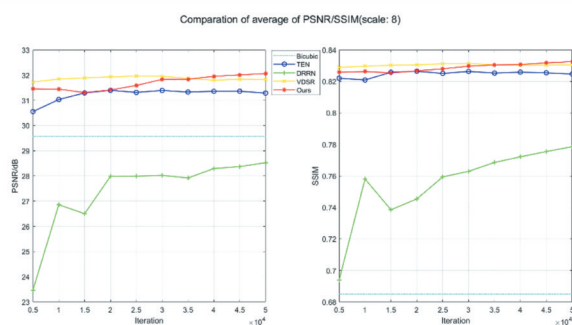 Comparation of average of PSNR/SSIM(scale: 8)
33
32
31
30
29
28
27
26
25
24
23
PSNR/dB
0.5 1 1.5 2 2.5 3 3.5 4 4.5 5
×10⁴
Iteration
Bicubic
TEN
DRRN
VDSR
Ours
0.84
0.82
0.8
0.78
0.76
0.74
0.72
0.7
0.68
SSIM
0.5 1 1.5 2 2.5 3 3.5 4 4.5 5
×10⁴
Iteration